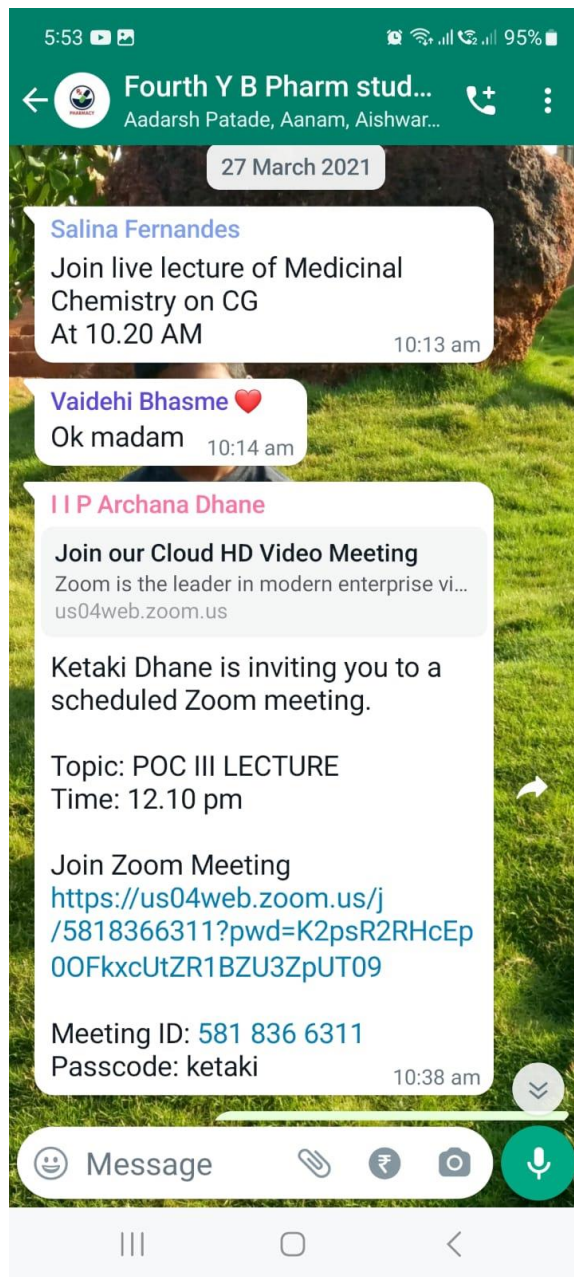 5:53 95%
Fourth Y B Pharm stud...
Aadarsh Patade, Aanam, Aishwar...
PHARMACY
27 March 2021
Salina Fernandes
Join live lecture of Medicinal
Chemistry on CG
At 10.20 AM
10:13 am
Vaidehi Bhasme ❤️
Ok madam
10:14 am
I I P Archana Dhane
Join our Cloud HD Video Meeting
Zoom is the leader in modern enterprise vi...
us04web.zoom.us
Ketaki Dhane is inviting you to a
scheduled Zoom meeting.
Topic: POC III LECTURE
Time: 12.10 pm
Join Zoom Meeting
https://us04web.zoom.us/j
/5818366311?pwd=K2psR2RHcEp
0OFkxcUtZR1BZU3ZpUT09
Meeting ID: 581 836 6311
Passcode: ketaki
10:38 am
Message